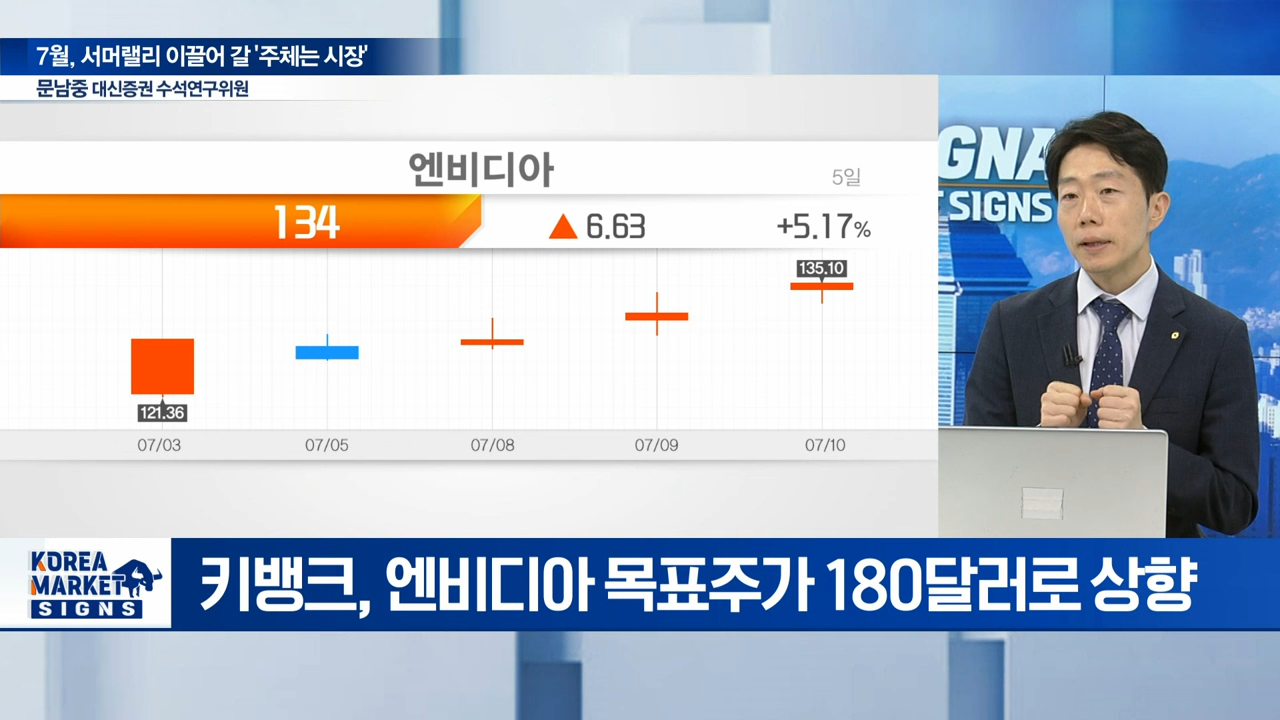 7월, 서머랠리 이끌어 갈 '주체는 시장'
문남중 대신증권 수석연구위원
엔비디아
5일
134 ▲ 6.63 +5.17%
135.10
121.36
07/03 07/05 07/08 07/09 07/10
GNA
SIGNS
KOREA
MARKET
SIGNS
키뱅크, 엔비디아 목표주가 180달러로 상향